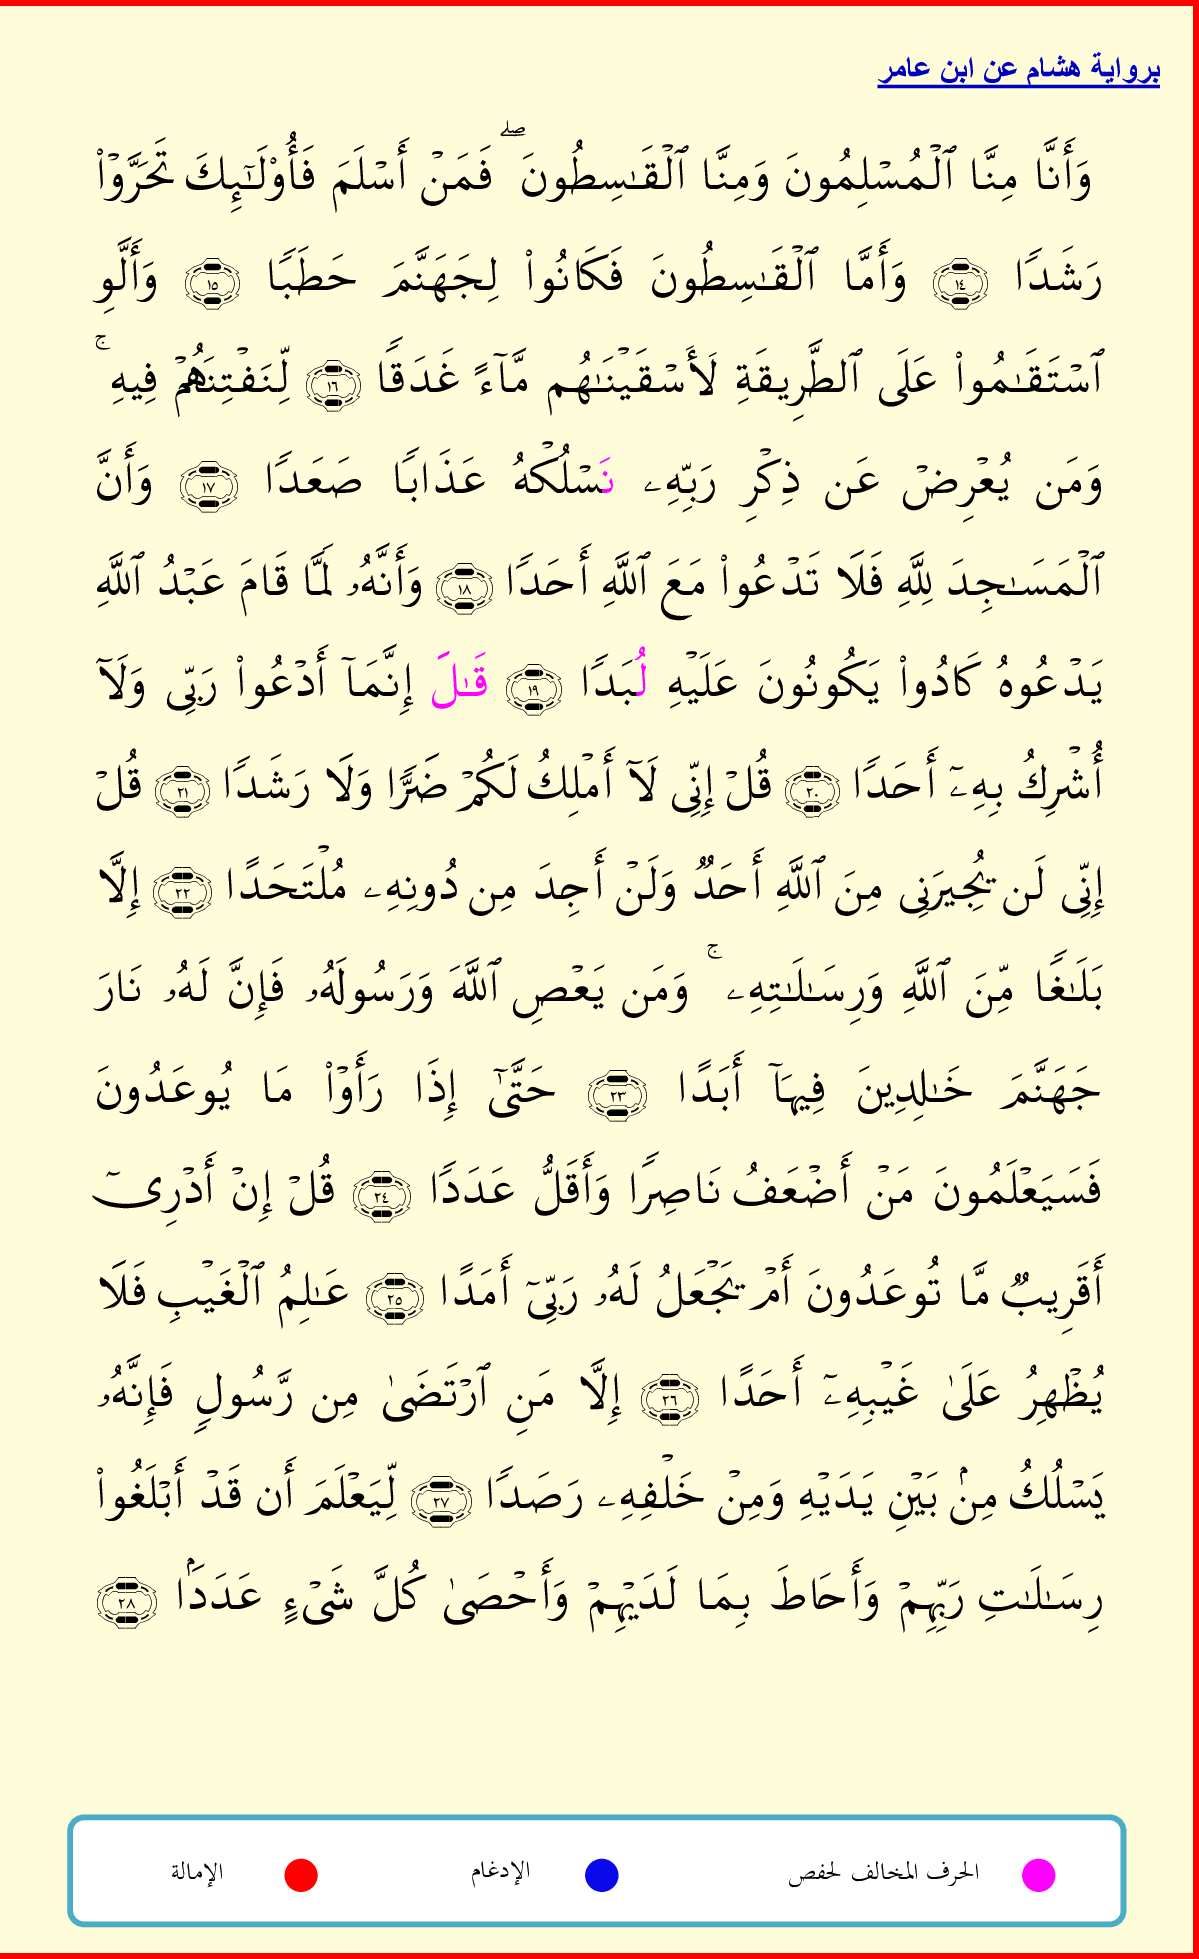 برواية هشام عن ابن عامر
وَأَنَّا مِنَّا ٱلْمُسْلِمُونَ وَمِنَّا ٱلْقَـٰسِطُونَ ۖ فَمَنْ أَسْلَمَ فَأُو۟لَـٰٓئِكَ تَحَرَّوْا۟
رَشَدًا ١٤ وَأَمَّا ٱلْقَـٰسِطُونَ فَكَانُوا۟ لِجَهَنَّمَ حَطَبًا ١٥ وَأَلَّوِ
ٱسْتَقَـٰمُوا۟ عَلَى ٱلطَّرِيقَةِ لَأَسْقَيْنَـٰهُم مَّآءً غَدَقًا ١٦ لِّنَفْتِنَهُمْ فِيهِ ۚ
وَمَن يُعْرِضْ عَن ذِكْرِ رَبِّهِۦ نَسْلُكْهُ عَذَابًا صَعَدًا ١٧ وَأَنَّ
ٱلْمَسَـٰجِدَ لِلَّهِ فَلَا تَدْعُوا۟ مَعَ ٱللَّهِ أَحَدًا ١٨ وَأَنَّهُۥ لَمَّا قَامَ عَبْدُ ٱللَّهِ
يَدْعُوهُ كَادُوا۟ يَكُونُونَ عَلَيْهِ لُبَدًا ١٩ قَـٰلَ إِنَّمَآ أَدْعُوا۟ رَبِّى وَلَآ
أُشْرِكُ بِهِۦٓ أَحَدًا ٢٠ قُلْ إِنِّى لَآ أَمْلِكُ لَكُمْ ضَرًّا وَلَا رَشَدًا ٢١ قُلْ
إِنِّى لَن يُجِيرَنِى مِنَ ٱللَّهِ أَحَدٌ وَلَنْ أَجِدَ مِن دُونِهِۦ مُلْتَحَدًا ٢٢ إِلَّا
بَلَـٰغًا مِّنَ ٱللَّهِ وَرِسَـٰلَـٰتِهِۦ ۚ وَمَن يَعْصِ ٱللَّهَ وَرَسُولَهُۥ فَإِنَّ لَهُۥ نَارَ
جَهَنَّمَ خَـٰلِدِينَ فِيهَآ أَبَدًا ٢٣ حَتَّىٰٓ إِذَا رَأَوْا۟ مَا يُوعَدُونَ
فَسَيَعْلَمُونَ مَنْ أَضْعَفُ نَاصِرًا وَأَقَلُّ عَدَدًا ٢٤ قُلْ إِنْ أَدْرِىٓ
أَقَرِيبٌ مَّا تُوعَدُونَ أَمْ يَجْعَلُ لَهُۥ رَبِّىٓ أَمَدًا ٢٥ عَـٰلِمُ ٱلْغَيْبِ فَلَا
يُظْهِرُ عَلَىٰ غَيْبِهِۦٓ أَحَدًا ٢٦ إِلَّا مَنِ ٱرْتَضَىٰ مِن رَّسُولٍ فَإِنَّهُۥ
يَسْلُكُ مِنۢ بَيْنِ يَدَيْهِ وَمِنْ خَلْفِهِۦ رَصَدًا ٢٧ لِّيَعْلَمَ أَن قَدْ أَبْلَغُوا۟
رِسَـٰلَـٰتِ رَبِّهِمْ وَأَحَاطَ بِمَا لَدَيْهِمْ وَأَحْصَىٰ كُلَّ شَىْءٍ عَدَدَۢا ٢٨
الحرف المخالف لحفص الإدغام الإمالة